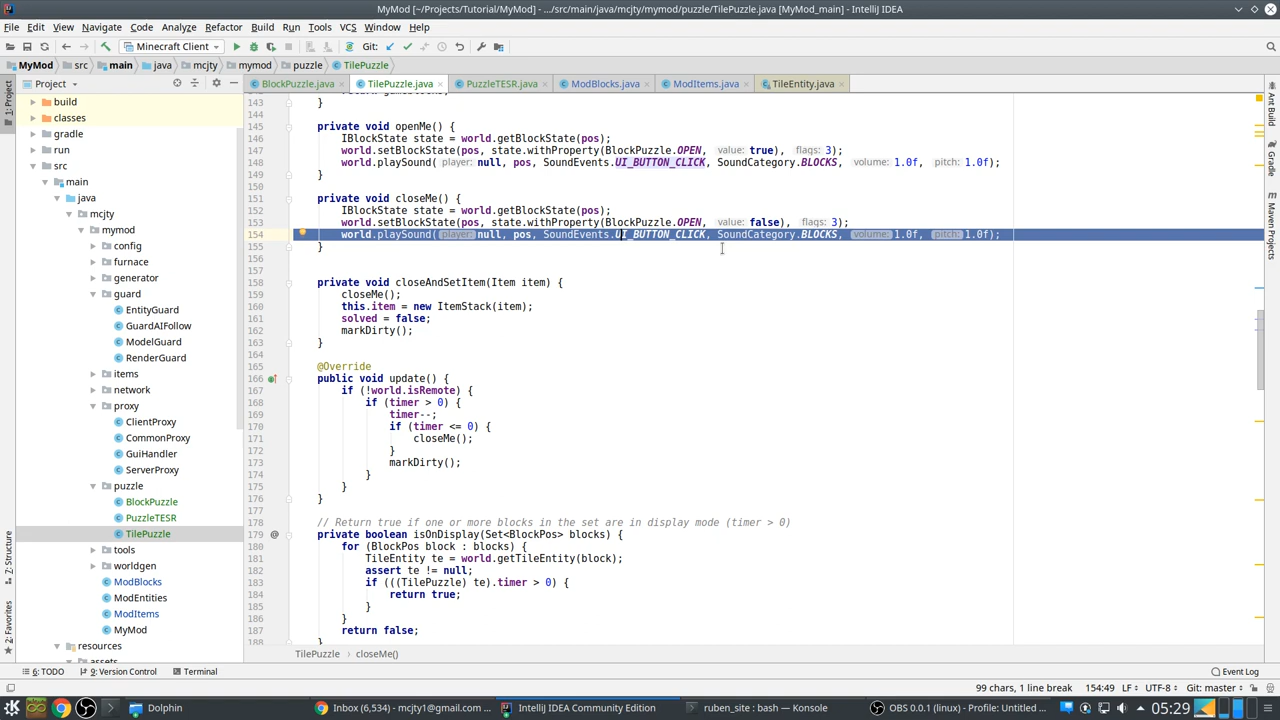 MyMod [~/Projects/Tutorial/MyMod] - .../src/main/java/mcjty/mymod/puzzle/TilePuzzle.java [MyMod_main] - IntelliJ IDEA
File Edit View Navigate Code Analyze Refactor Build Run Tools VCS Window Help
Minecraft Client Git:
MyMod src main java mcjty mymod puzzle TilePuzzle
Project BlockPuzzle.java TilePuzzle.java PuzzleTESR.java ModBlocks.java ModItems.java TileEntity.java
1: Project
7: Structure
2: Favorites
build
classes
gradle
run
src
main
java
mcjty
mymod
config
furnace
generator
guard
EntityGuard
GuardAIFollow
ModelGuard
RenderGuard
items
network
proxy
ClientProxy
CommonProxy
GuiHandler
ServerProxy
puzzle
BlockPuzzle
PuzzleTESR
TilePuzzle
tools
worldgen
ModBlocks
ModEntities
ModItems
MyMod
resources
assets
143 }
144
145 private void openMe() {
146 IBlockState state = world.getBlockState(pos);
147 world.setBlockState(pos, state.withProperty(BlockPuzzle.OPEN, value: true), flags: 3);
148 world.playSound( player: null, pos, SoundEvents.UI_BUTTON_CLICK, SoundCategory.BLOCKS, volume: 1.0f, pitch: 1.0f);
149 }
150
151 private void closeMe() {
152 IBlockState state = world.getBlockState(pos);
153 world.setBlockState(pos, state.withProperty(BlockPuzzle.OPEN, value: false), flags: 3);
154 world.playSound( player: null, pos, SoundEvents.UI_BUTTON_CLICK, SoundCategory.BLOCKS, volume: 1.0f, pitch: 1.0f);
155 }
156
157
158 private void closeAndSetItem(Item item) {
159 closeMe();
160 this.item = new ItemStack(item);
161 solved = false;
162 markDirty();
163 }
164
165 @Override
166 public void update() {
167 if (!world.isRemote) {
168 if (timer > 0) {
169 timer--;
170 if (timer <= 0) {
171 closeMe();
172 }
173 markDirty();
174 }
175 }
176 }
177
178 // Return true if one or more blocks in the set are in display mode (timer > 0)
179 @ private boolean isOnDisplay(Set<BlockPos> blocks) {
180 for (BlockPos block : blocks) {
181 TileEntity te = world.getTileEntity(block);
182 assert te != null;
183 if (((TilePuzzle) te).timer > 0) {
184 return true;
185 }
186 }
187 return false;
188 }
Ant Build
Gradle
Maven Projects
TilePuzzle closeMe()
6: TODO 9: Version Control Terminal Event Log
99 chars, 1 line break 154:49 LF UTF-8 Git: master
Dolphin Inbox (6,534) - mcjty1@gmail.com ... IntelliJ IDEA Community Edition ruben_site : bash — Konsole OBS 0.0.1 (linux) - Profile: Untitled ... 05:29